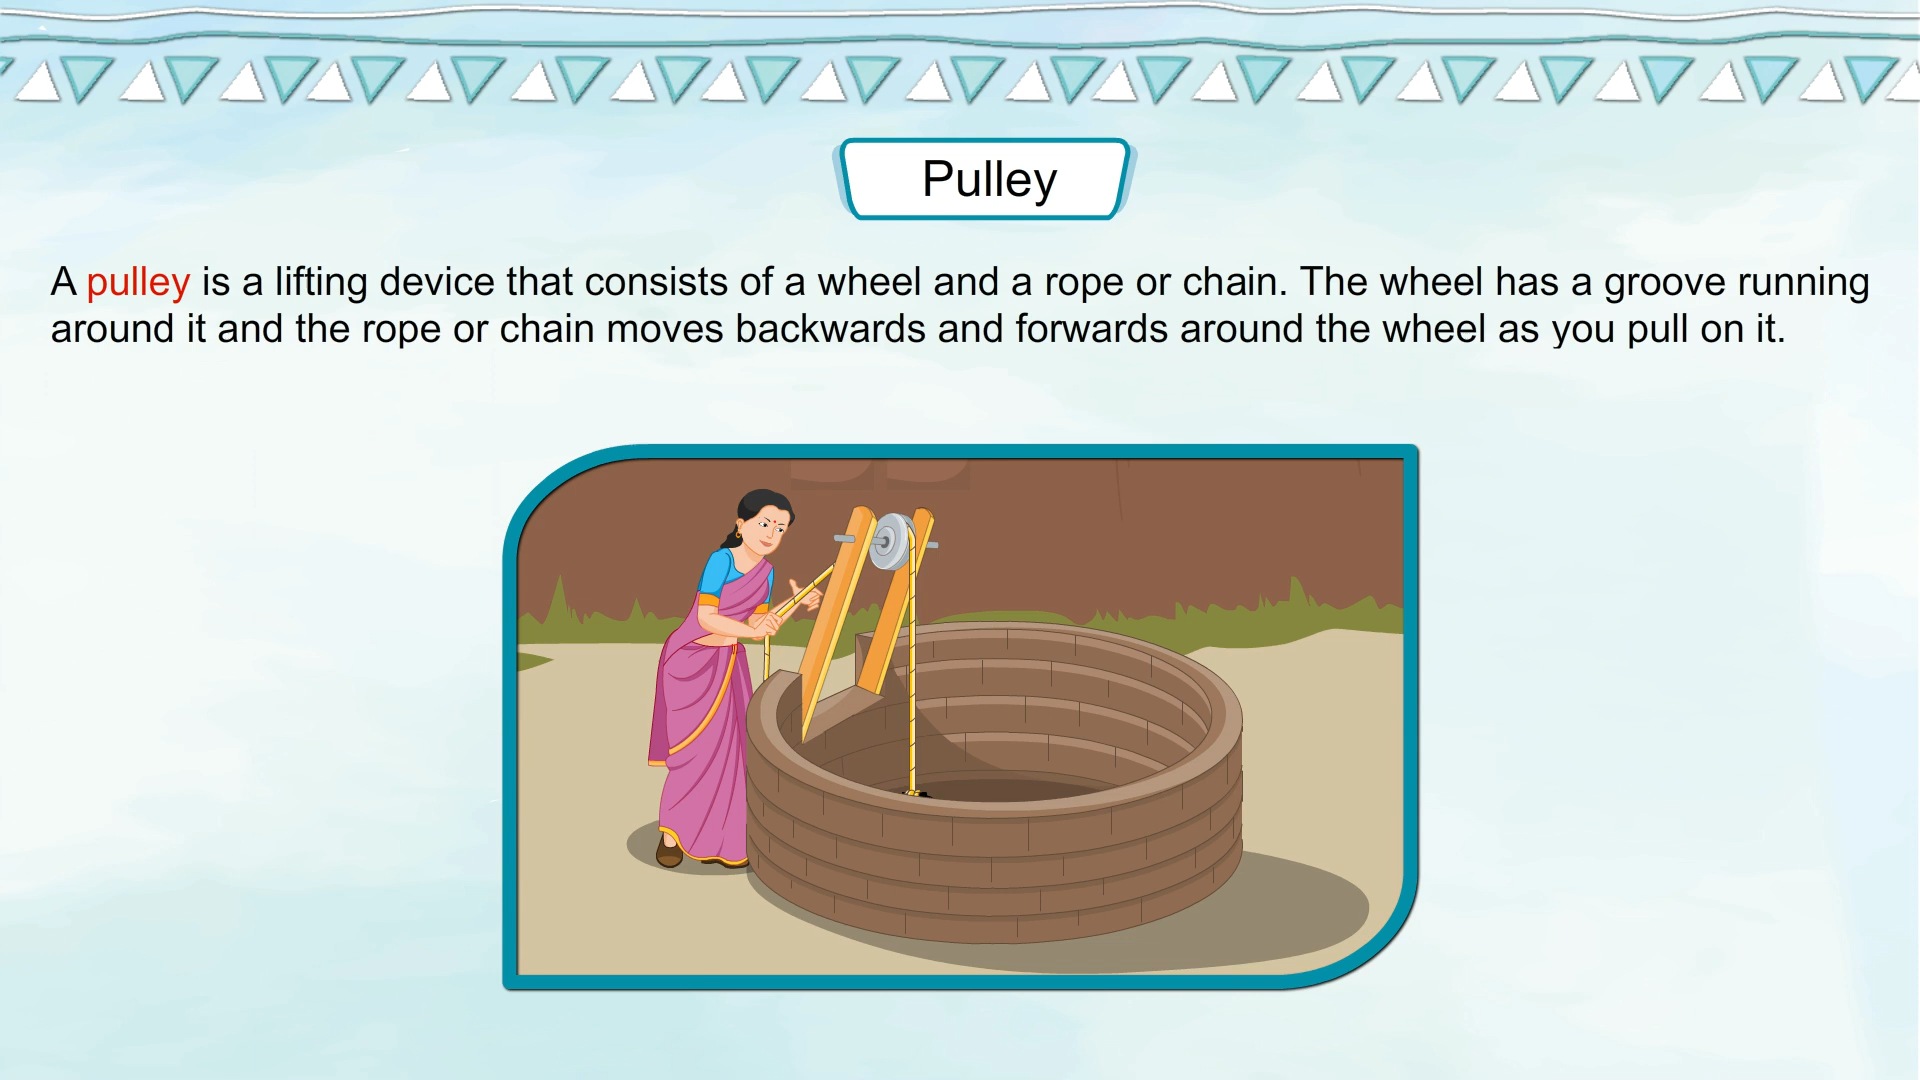 Pulley
A pulley is a lifting device that consists of a wheel and a rope or chain. The wheel has a groove running
around it and the rope or chain moves backwards and forwards around the wheel as you pull on it.